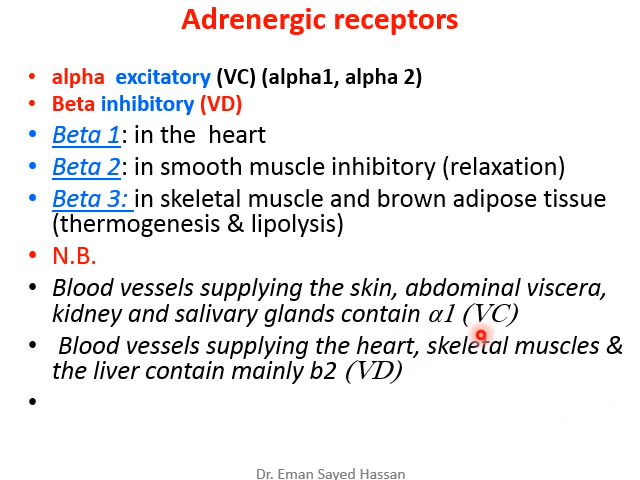 Adrenergic receptors
• alpha excitatory (VC) (alpha1, alpha 2)
• Beta inhibitory (VD)
• Beta 1: in the heart
• Beta 2: in smooth muscle inhibitory (relaxation)
• Beta 3: in skeletal muscle and brown adipose tissue
(thermogenesis & lipolysis)
• N.B.
• Blood vessels supplying the skin, abdominal viscera,
kidney and salivary glands contain α1 (VC)
• Blood vessels supplying the heart, skeletal muscles &
the liver contain mainly b2 (VD)
•
Dr. Eman Sayed Hassan